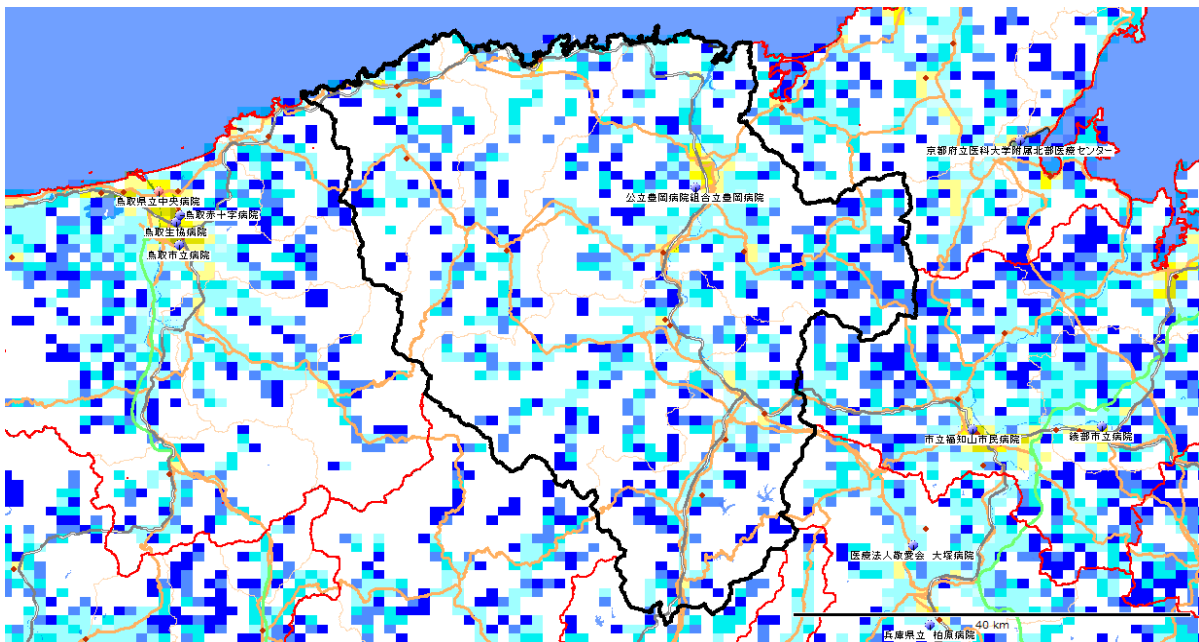 京都府立医科大学附属北部医療センター
公立豊岡病院組合立豊岡病院
鳥取県立中央病院
鳥取赤十字病院
鳥取生協病院
鳥取市立病院
市立福知山市民病院
綾部市立病院
医療法人敬愛会 大塚病院
40 km
兵庫県立 柏原病院